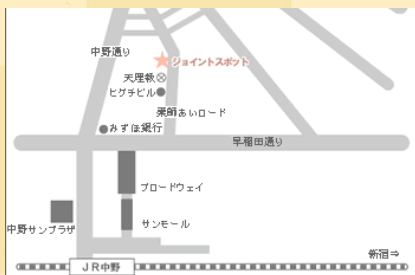 中野通り
ジョイントスポット
天理教
ヒグチビル
薬師あいロード
みずほ銀行
早稲田通り
ブロードウェイ
サンモール
中野サンプラザ
新宿⇒
JR中野